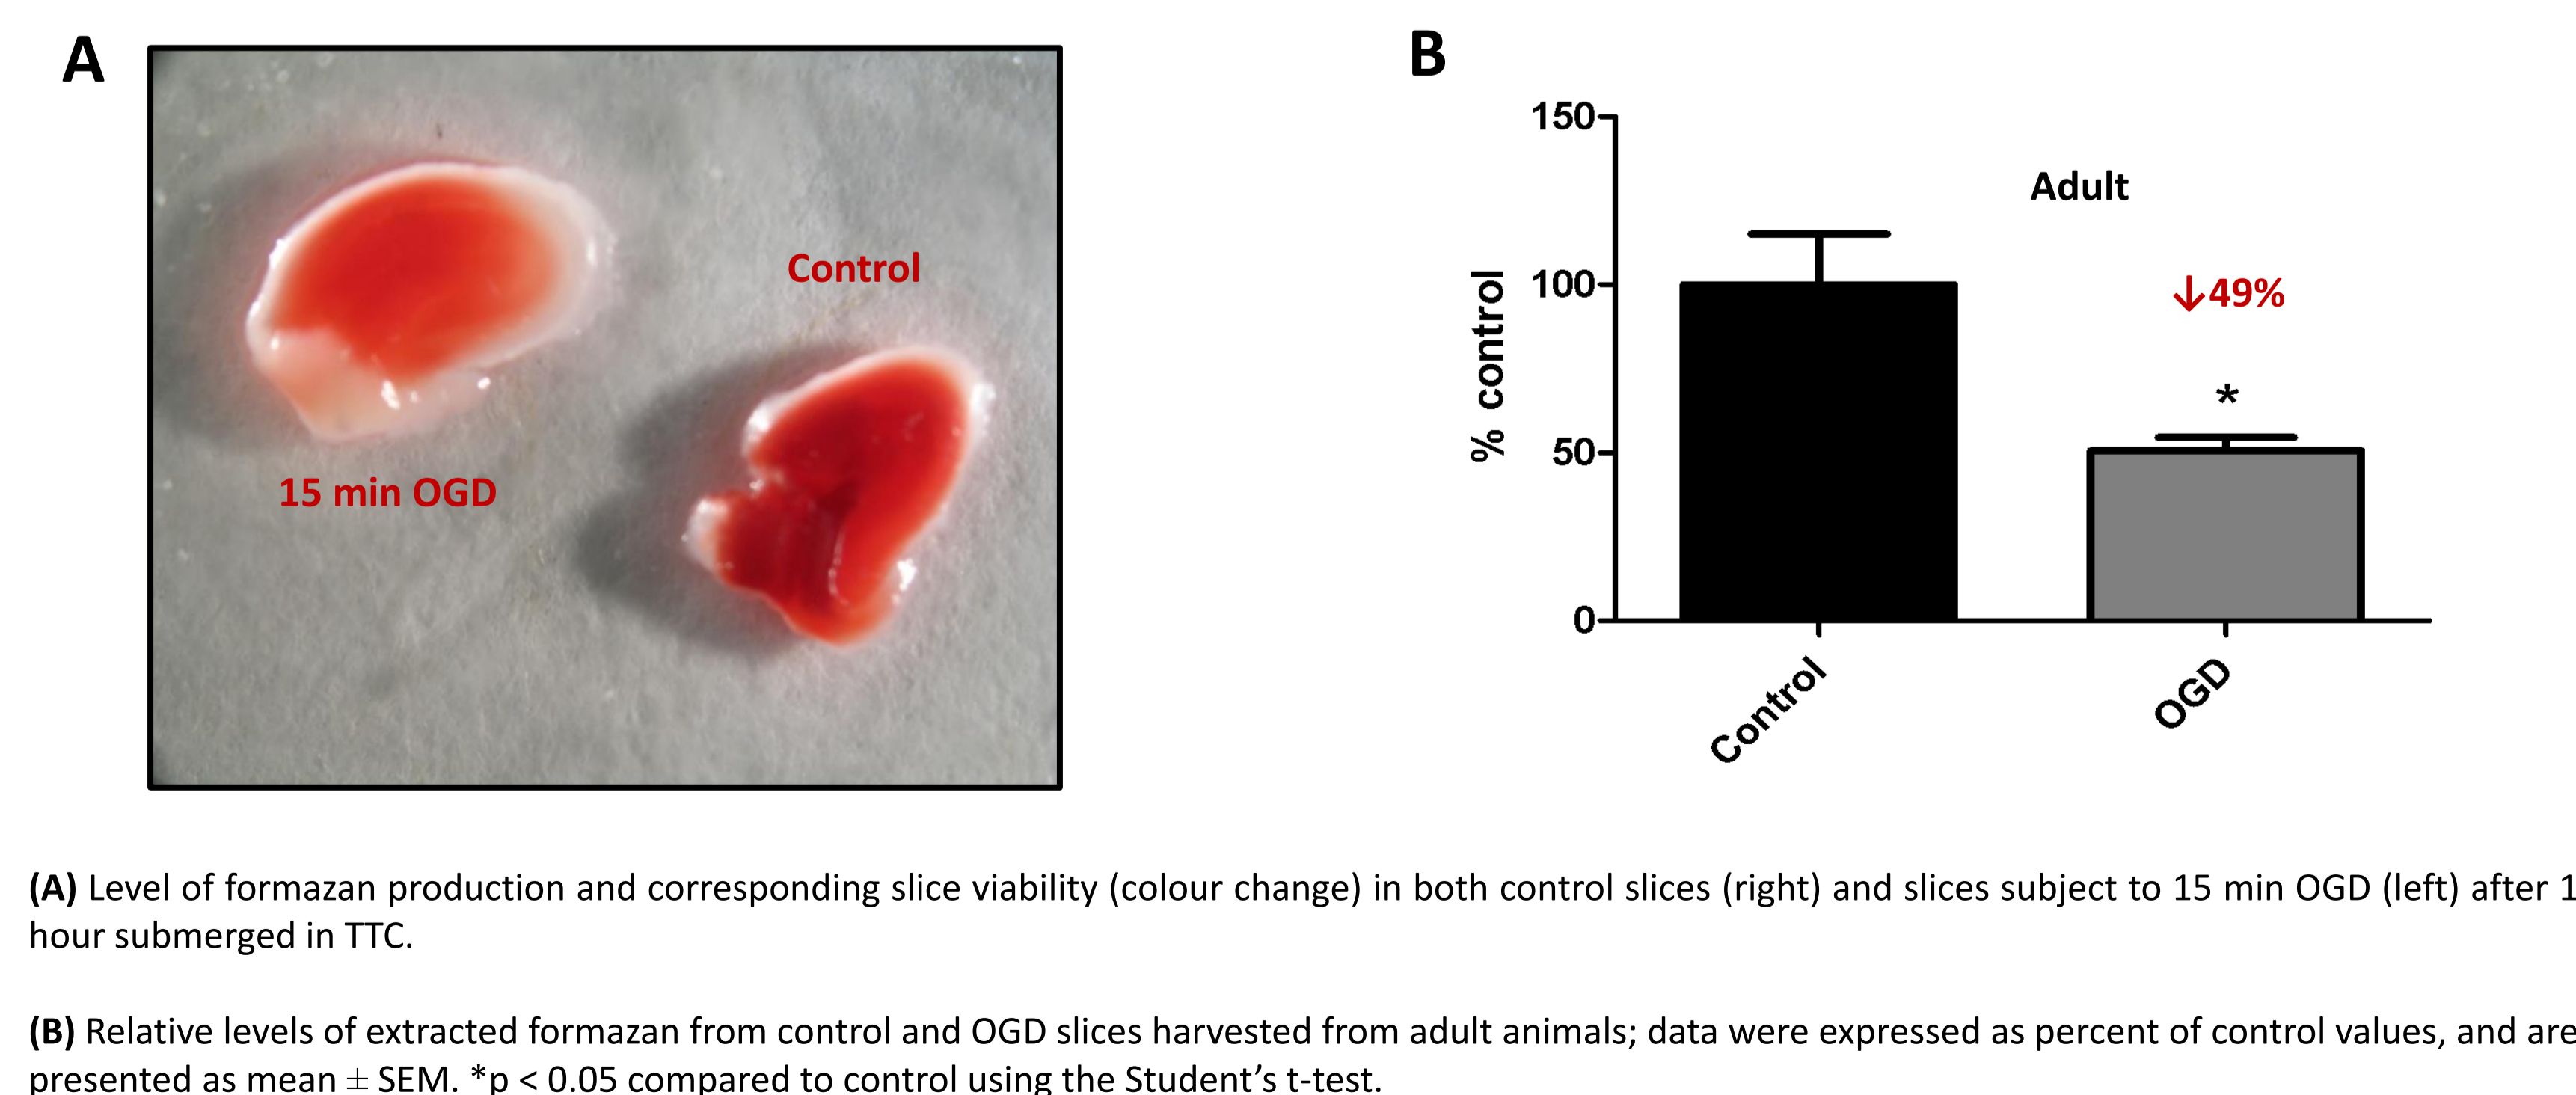 A
Control
15 min OGD
B
150
100
50
0
% control
Adult
↓49%
*
Control
OGD
(A) Level of formazan production and corresponding slice viability (colour change) in both control slices (right) and slices subject to 15 min OGD (left) after 1
hour submerged in TTC.
(B) Relative levels of extracted formazan from control and OGD slices harvested from adult animals; data were expressed as percent of control values, and are
presented as mean ± SEM. *p < 0.05 compared to control using the Student’s t-test.